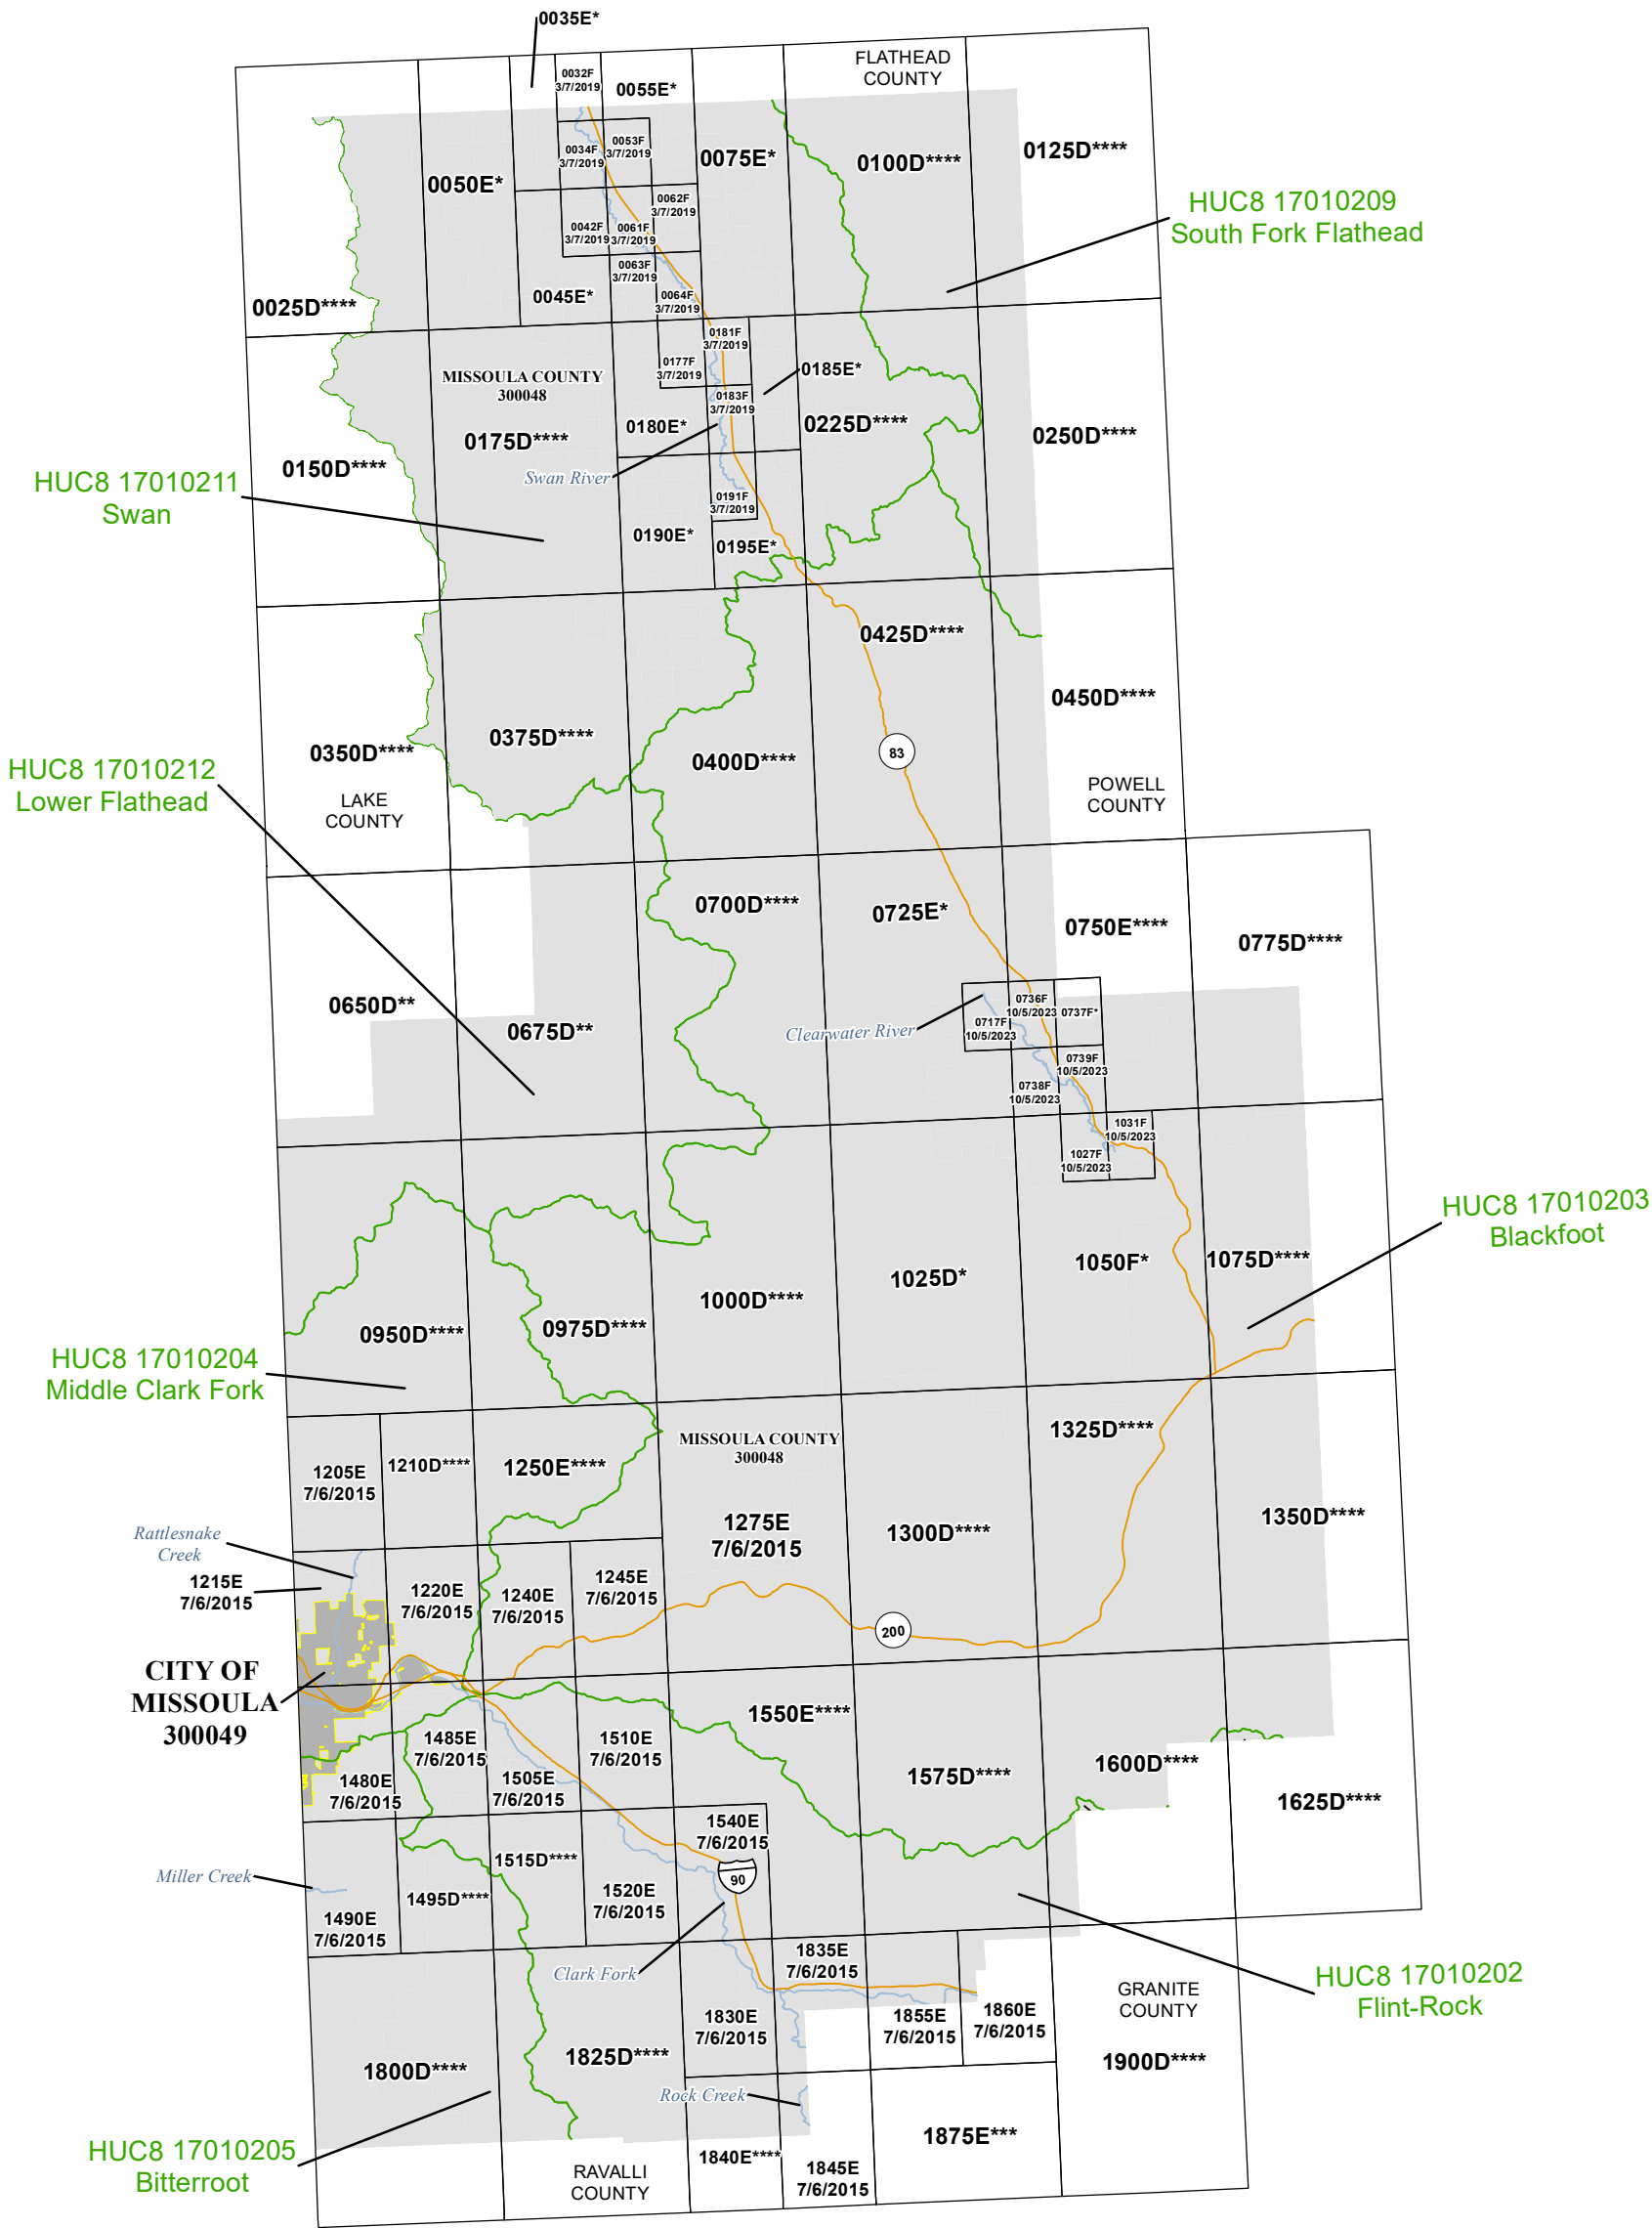 0035E*
0032F
3/7/2019
0055E*
FLATHEAD
COUNTY
0053F
3/7/2019
0034F
3/7/2019
0075E*
0100D****
0125D****
0050E*
0062F
3/7/2019
HUC8 17010209
South Fork Flathead
0042F
3/7/2019
0061F
3/7/2019
0063F
3/7/2019
0045E*
0064F
3/7/2019
0025D****
0181F
3/7/2019
0177F
3/7/2019
0185E*
MISSOULA COUNTY
300048
0183F
3/7/2019
0180E*
0225D****
0250D****
0175D****
0150D****
Swan River
HUC8 17010211
Swan
0191F
3/7/2019
0190E*
0195E*
0425D****
0450D****
0375D****
0350D****
0400D****
83
HUC8 17010212
Lower Flathead
LAKE
COUNTY
POWELL
COUNTY
0700D****
0725E*
0750E****
0775D****
0650D**
0675D**
Clearwater River
0736F
10/5/2023
0737F*
0717F
10/5/2023
0739F
10/5/2023
0738F
10/5/2023
1031F
10/5/2023
1027F
10/5/2023
HUC8 17010203
Blackfoot
1050F*
1075D****
1025D*
1000D****
0950D****
0975D****
HUC8 17010204
Middle Clark Fork
MISSOULA COUNTY
300048
1325D****
1205E
7/6/2015
1210D****
1250E****
1275E
7/6/2015
1300D****
1350D****
Rattlesnake
Creek
1215E
7/6/2015
1220E
7/6/2015
1240E
7/6/2015
1245E
7/6/2015
200
CITY OF
MISSOULA
300049
1550E****
1485E
7/6/2015
1510E
7/6/2015
1480E
7/6/2015
1505E
7/6/2015
1575D****
1600D****
1625D****
1540E
7/6/2015
1515D****
90
Miller Creek
1495D****
1520E
7/6/2015
1490E
7/6/2015
1835E
7/6/2015
Clark Fork
HUC8 17010202
Flint-Rock
GRANITE
COUNTY
1830E
7/6/2015
1855E
7/6/2015
1860E
7/6/2015
1800D****
1825D****
1900D****
Rock Creek
1875E***
HUC8 17010205
Bitterroot
1840E****
1845E
7/6/2015
RAVALLI
COUNTY